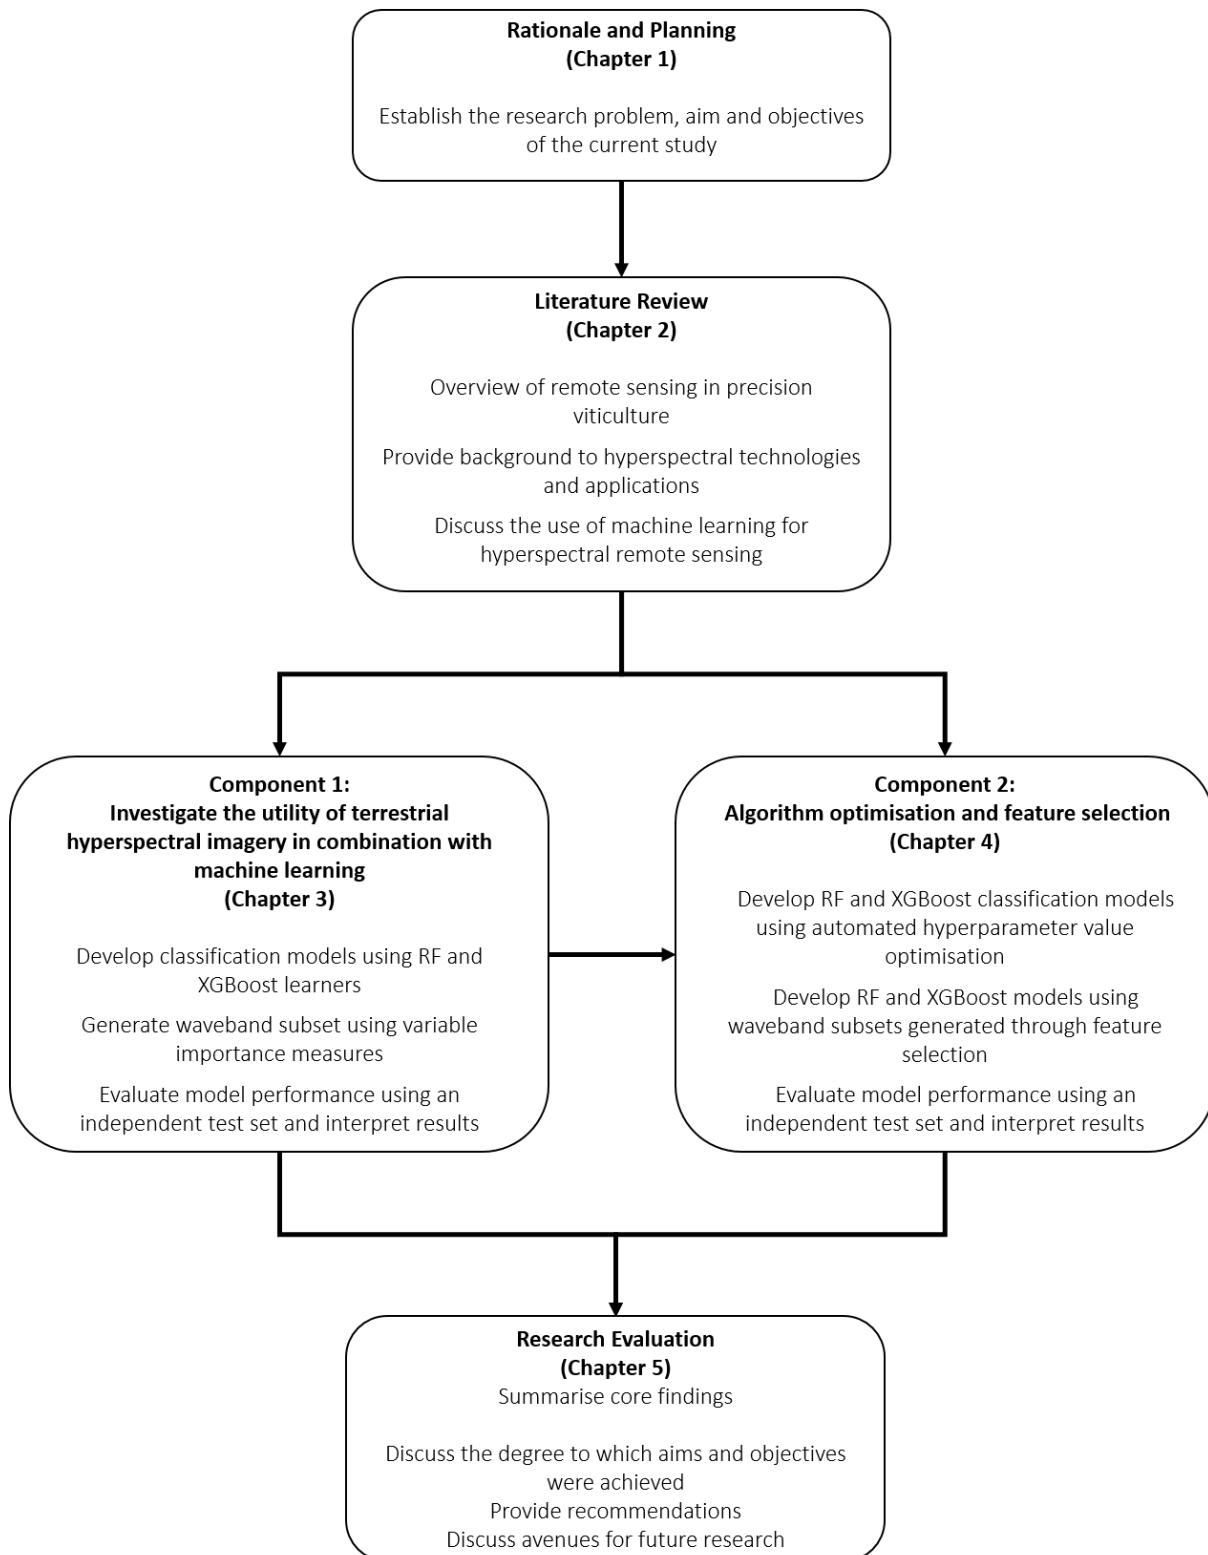 Rationale and Planning
(Chapter 1)
Establish the research problem, aim and objectives
of the current study
Literature Review
(Chapter 2)
Overview of remote sensing in precision
viticulture
Provide background to hyperspectral technologies
and applications
Discuss the use of machine learning for
hyperspectral remote sensing
Component 1:
Investigate the utility of terrestrial
hyperspectral imagery in combination with
machine learning
(Chapter 3)
Develop classification models using RF and
XGBoost learners
Generate waveband subset using variable
importance measures
Evaluate model performance using an
independent test set and interpret results
Component 2:
Algorithm optimisation and feature selection
(Chapter 4)
Develop RF and XGBoost classification models
using automated hyperparameter value
optimisation
Develop RF and XGBoost models using
waveband subsets generated through feature
selection
Evaluate model performance using an
independent test set and interpret results
Research Evaluation
(Chapter 5)
Summarise core findings
Discuss the degree to which aims and objectives
were achieved
Provide recommendations
Discuss avenues for future research